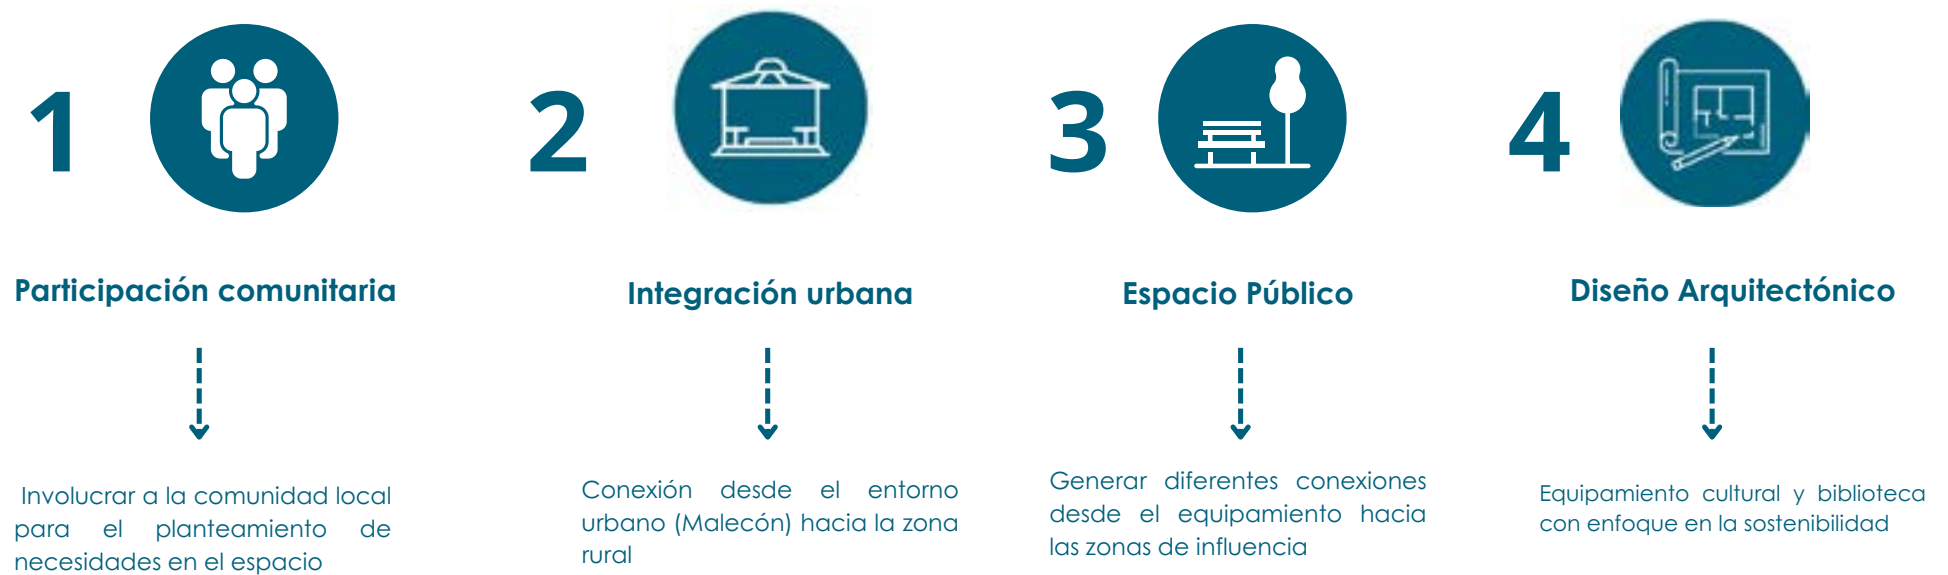 1
Participación comunitaria
Involucrar a la comunidad local
para el planteamiento de
necesidades en el espacio
2
Integración urbana
Conexión desde el entorno
urbano (Malecón) hacia la zona
rural
3
Espacio Público
Generar diferentes conexiones
desde el equipamiento hacia
las zonas de influencia
4
Diseño Arquitectónico
Equipamiento cultural y biblioteca
con enfoque en la sostenibilidad